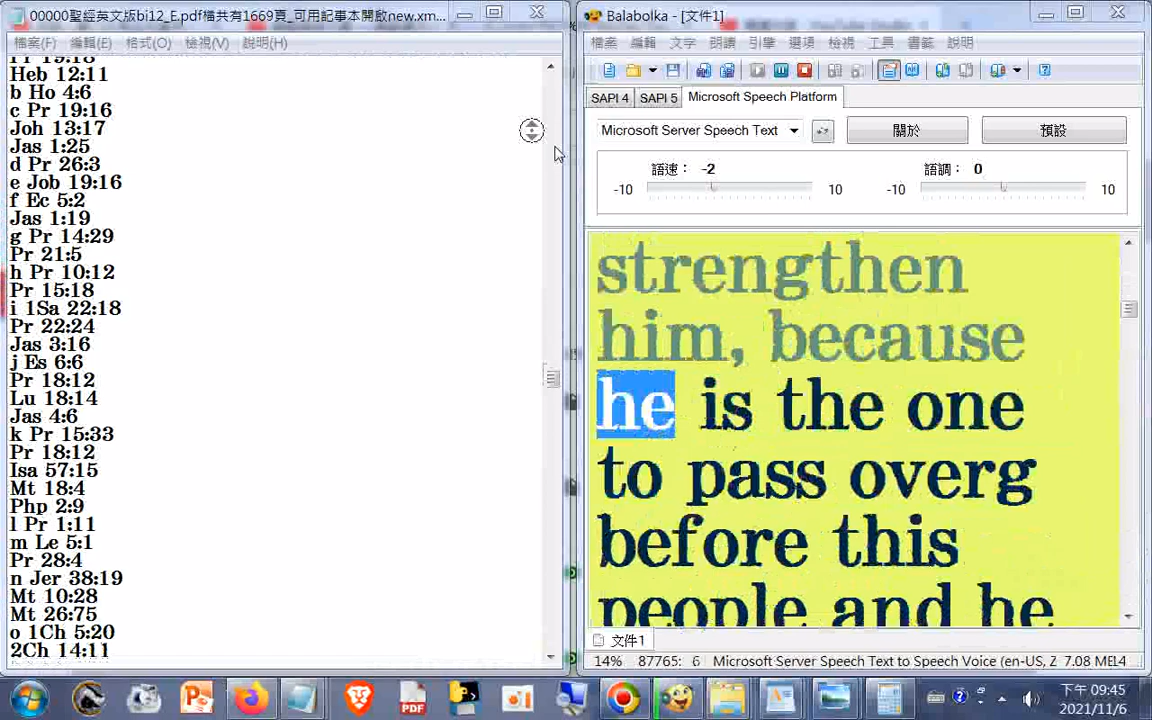 00000聖經英文版bi12_E.pdf檔共有1669頁_可用記事本開啟new.xm...
檔案(F) 編輯(E) 格式(O) 檢視(V) 說明(H)
Pr 19:18
Heb 12:11
b Ho 4:6
c Pr 19:16
Joh 13:17
Jas 1:25
d Pr 26:3
e Job 19:16
f Ec 5:2
Jas 1:19
g Pr 14:29
Pr 21:5
h Pr 10:12
Pr 15:18
i 1Sa 22:18
Pr 22:24
Jas 3:16
j Es 6:6
Pr 18:12
Lu 18:14
Jas 4:6
k Pr 15:33
Pr 18:12
Isa 57:15
Mt 18:4
Php 2:9
l Pr 1:11
m Le 5:1
Pr 28:4
n Jer 38:19
Mt 10:28
Mt 26:75
o 1Ch 5:20
2Ch 14:11
Balabolka - [文件1]
檔案 編輯 文字 朗讀 引擎 選項 檢視 工具 書籤 說明
SAPI 4 SAPI 5 Microsoft Speech Platform
Microsoft Server Speech Text 關於 預設
語速： -2 語調： 0
-10 10 -10 10
strengthen
him, because
he is the one
to pass overg
before this
people and he
文件1
14% 87765: 6 Microsoft Server Speech Text to Speech Voice (en-US, Z 7.08 ME14
PDF
下午 09:45
2021/11/6